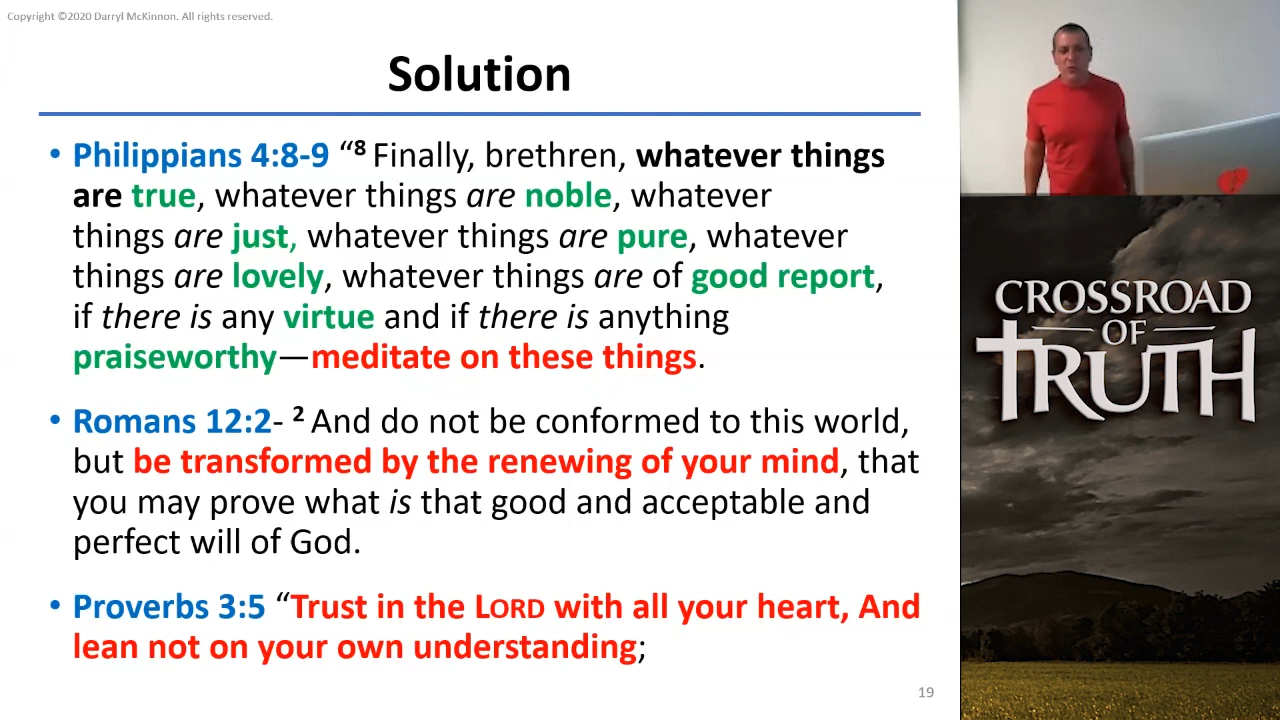 Copyright ©2020 Darryl McKinnon. All rights reserved.
Solution
• Philippians 4:8-9 “⁸ Finally, brethren, whatever things
are true, whatever things are noble, whatever
things are just, whatever things are pure, whatever
things are lovely, whatever things are of good report,
if there is any virtue and if there is anything
praiseworthy—meditate on these things.
• Romans 12:2- ² And do not be conformed to this world,
but be transformed by the renewing of your mind, that
you may prove what is that good and acceptable and
perfect will of God.
• Proverbs 3:5 “Trust in the LORD with all your heart, And
lean not on your own understanding;
19
CROSSROAD
OF
TRUTH